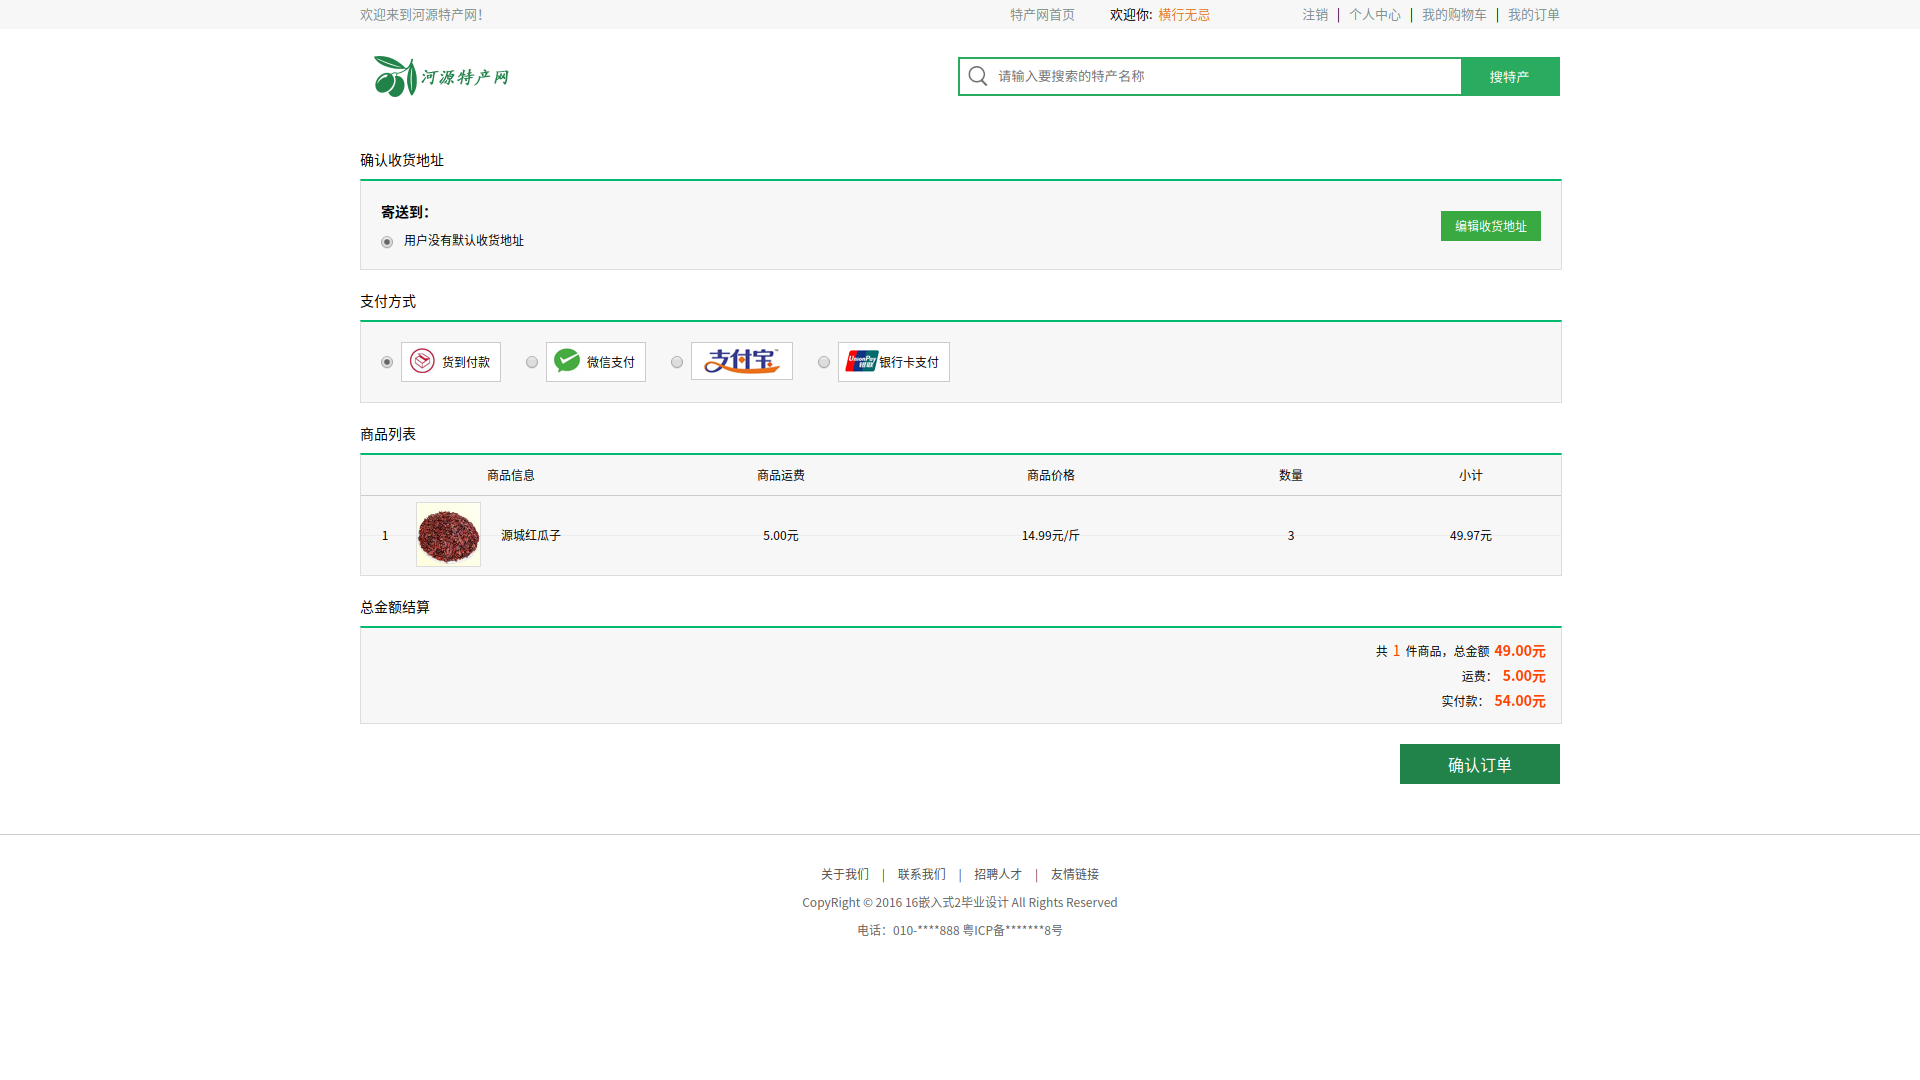 欢迎来到河源特产网!
特产网首页 欢迎你: 横行无忌 注销 | 个人中心 | 我的购物车 | 我的订单
河源特产网
请输入要搜索的特产名称 搜特产
确认收货地址
寄送到：
用户没有默认收货地址
编辑收货地址
支付方式
货到付款 微信支付 支付宝 UnionPay 银联 银行卡支付
商品列表
商品信息 商品运费 商品价格 数量 小计
1 源城红瓜子 5.00元 14.99元/斤 3 49.97元
总金额结算
共 1 件商品，总金额 49.00元
运费： 5.00元
实付款： 54.00元
确认订单
关于我们 | 联系我们 | 招聘人才 | 友情链接
CopyRight © 2016 16嵌入式2毕业设计 All Rights Reserved
电话：010-****888 粤ICP备*******8号